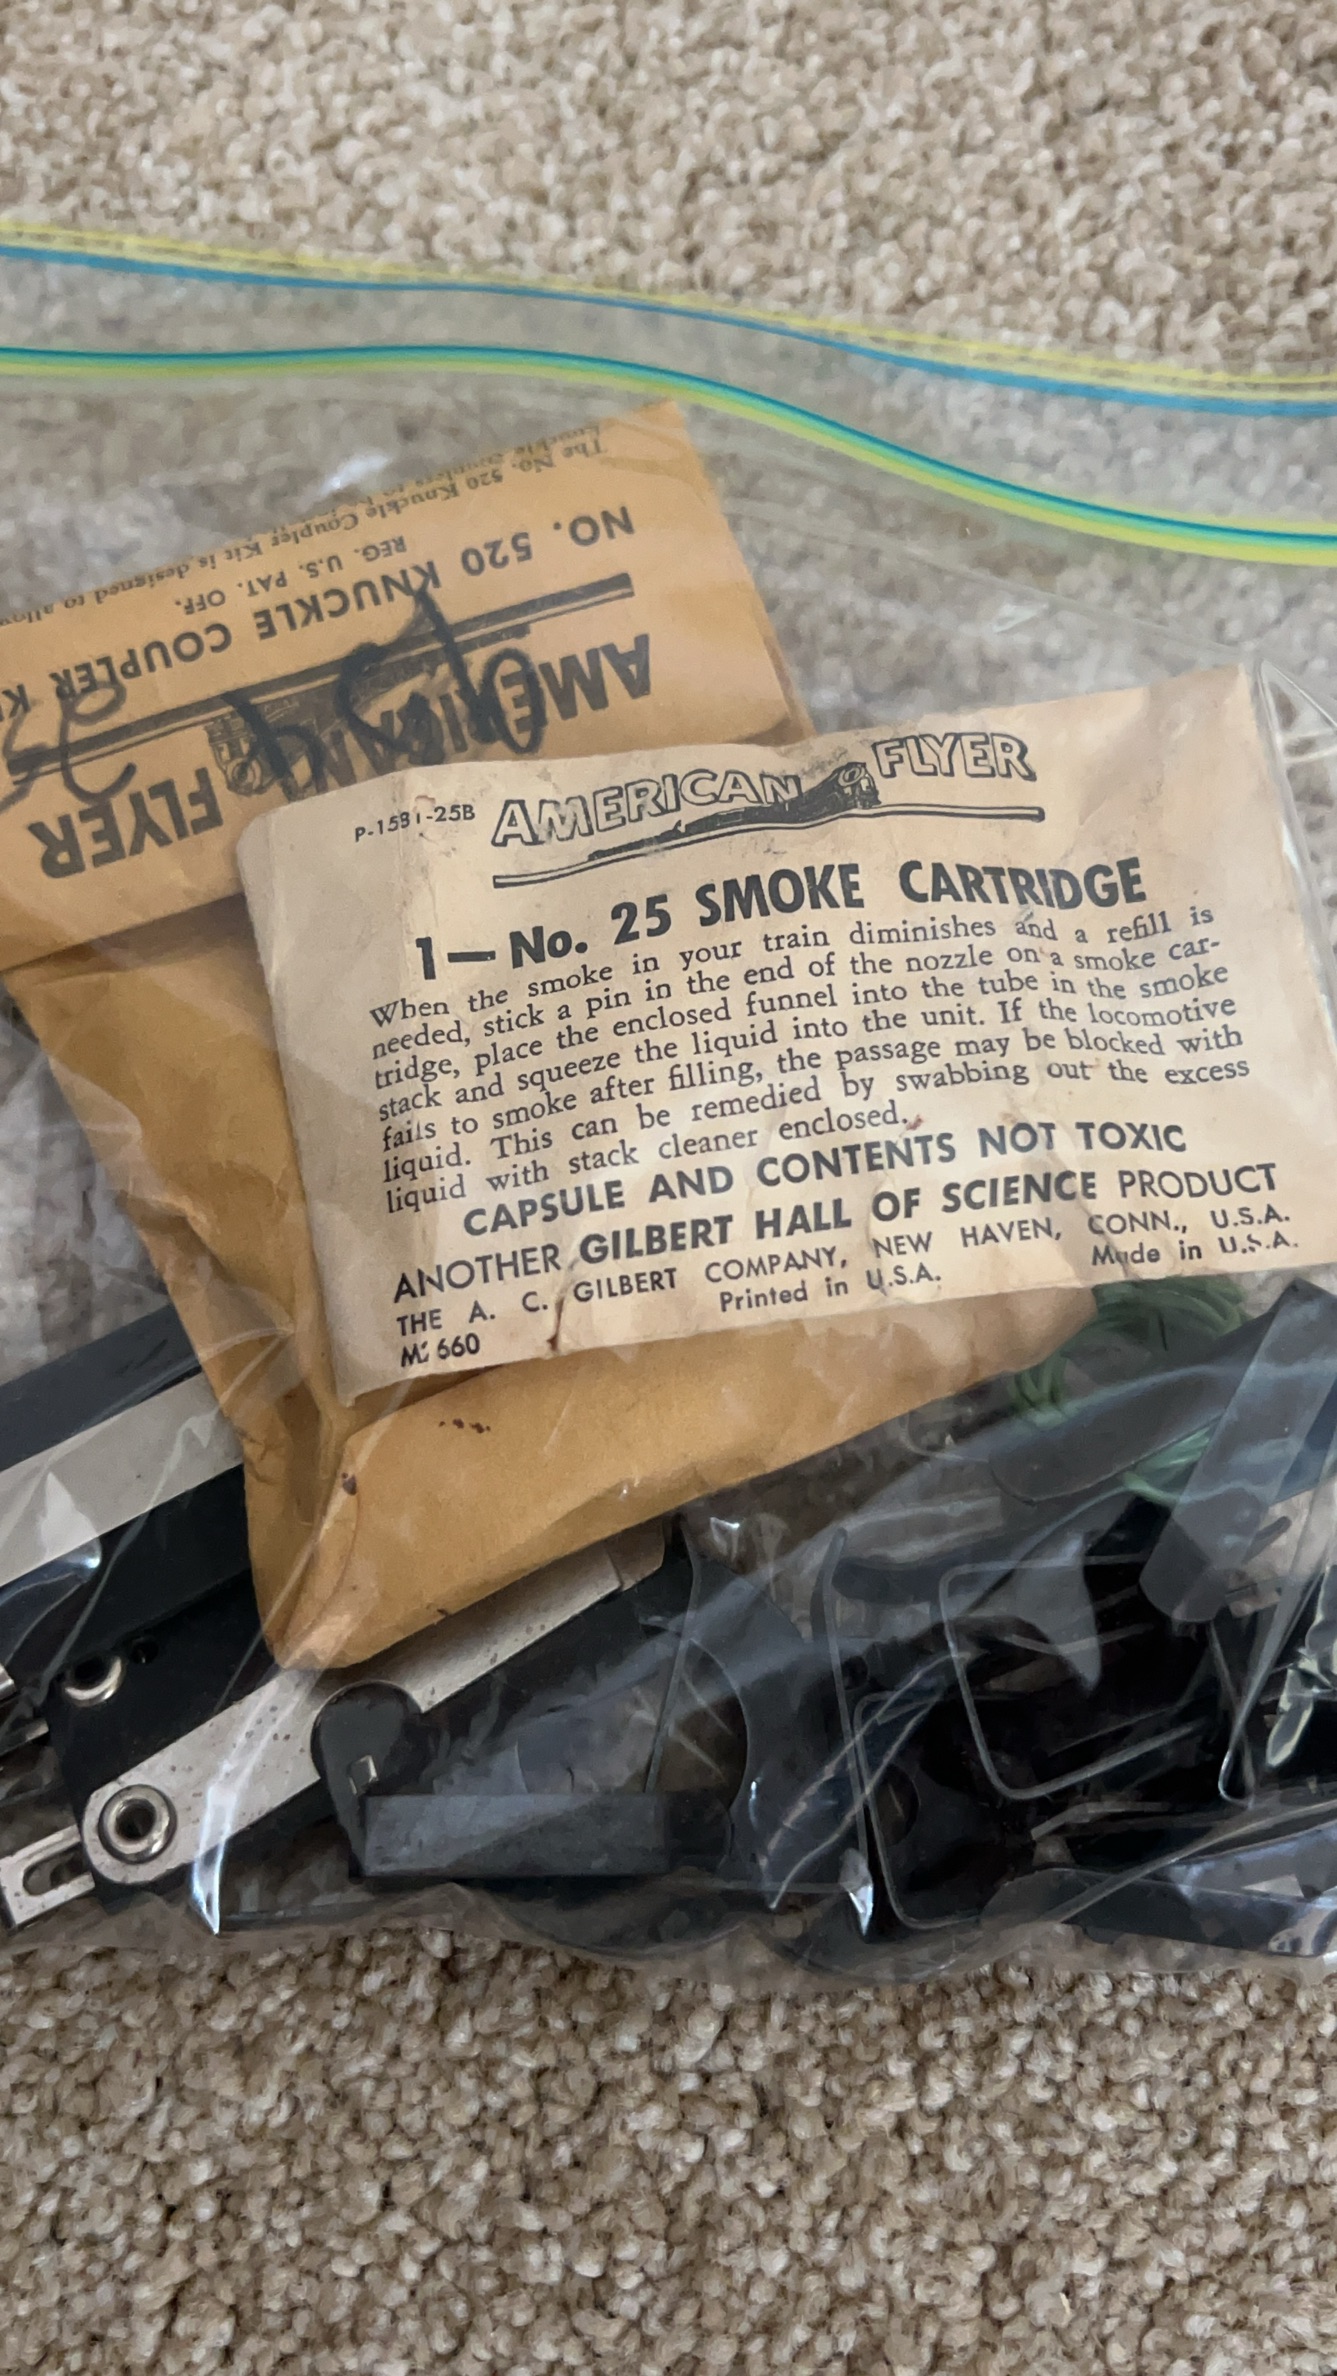 The No. 520 Knuckle Coupler Kit is designed to allow
REG. U.S. PAT. OFF.
NO. 520 KNUCKLE COUPLER
AMERICAN FLYER
P-1581-25B
AMERICAN FLYER
1—No. 25 SMOKE CARTRIDGE
When the smoke in your train diminishes and a refill is
needed, stick a pin in the end of the nozzle on a smoke car-
tridge, place the enclosed funnel into the tube in the smoke
stack and squeeze the liquid into the unit. If the locomotive
fails to smoke after filling, the passage may be blocked with
liquid. This can be remedied by swabbing out the excess
liquid with stack cleaner enclosed.
CAPSULE AND CONTENTS NOT TOXIC
ANOTHER GILBERT HALL OF SCIENCE PRODUCT
THE A. C. GILBERT COMPANY, NEW HAVEN, CONN., U.S.A.
660 Printed in U.S.A. Made in U.S.A.